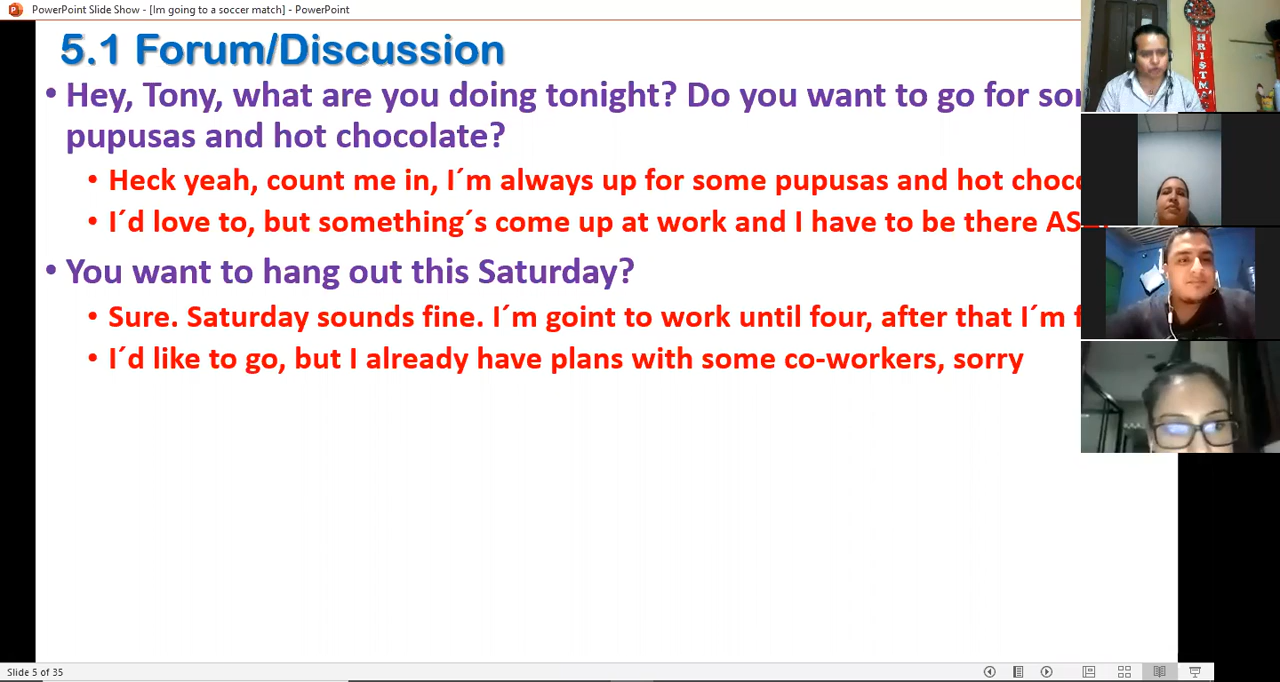 PowerPoint Slide Show - [Im going to a soccer match] - PowerPoint
5.1 Forum/Discussion
• Hey, Tony, what are you doing tonight? Do you want to go for
pupusas and hot chocolate?
• Heck yeah, count me in, I´m always up for some pupusas and hot
• I´d love to, but something´s come up at work and I have to be there
• You want to hang out this Saturday?
• Sure. Saturday sounds fine. I´m goint to work until four, after that I´m
• I´d like to go, but I already have plans with some co-workers, sorry
CHRISTMAS
Slide 5 of 35